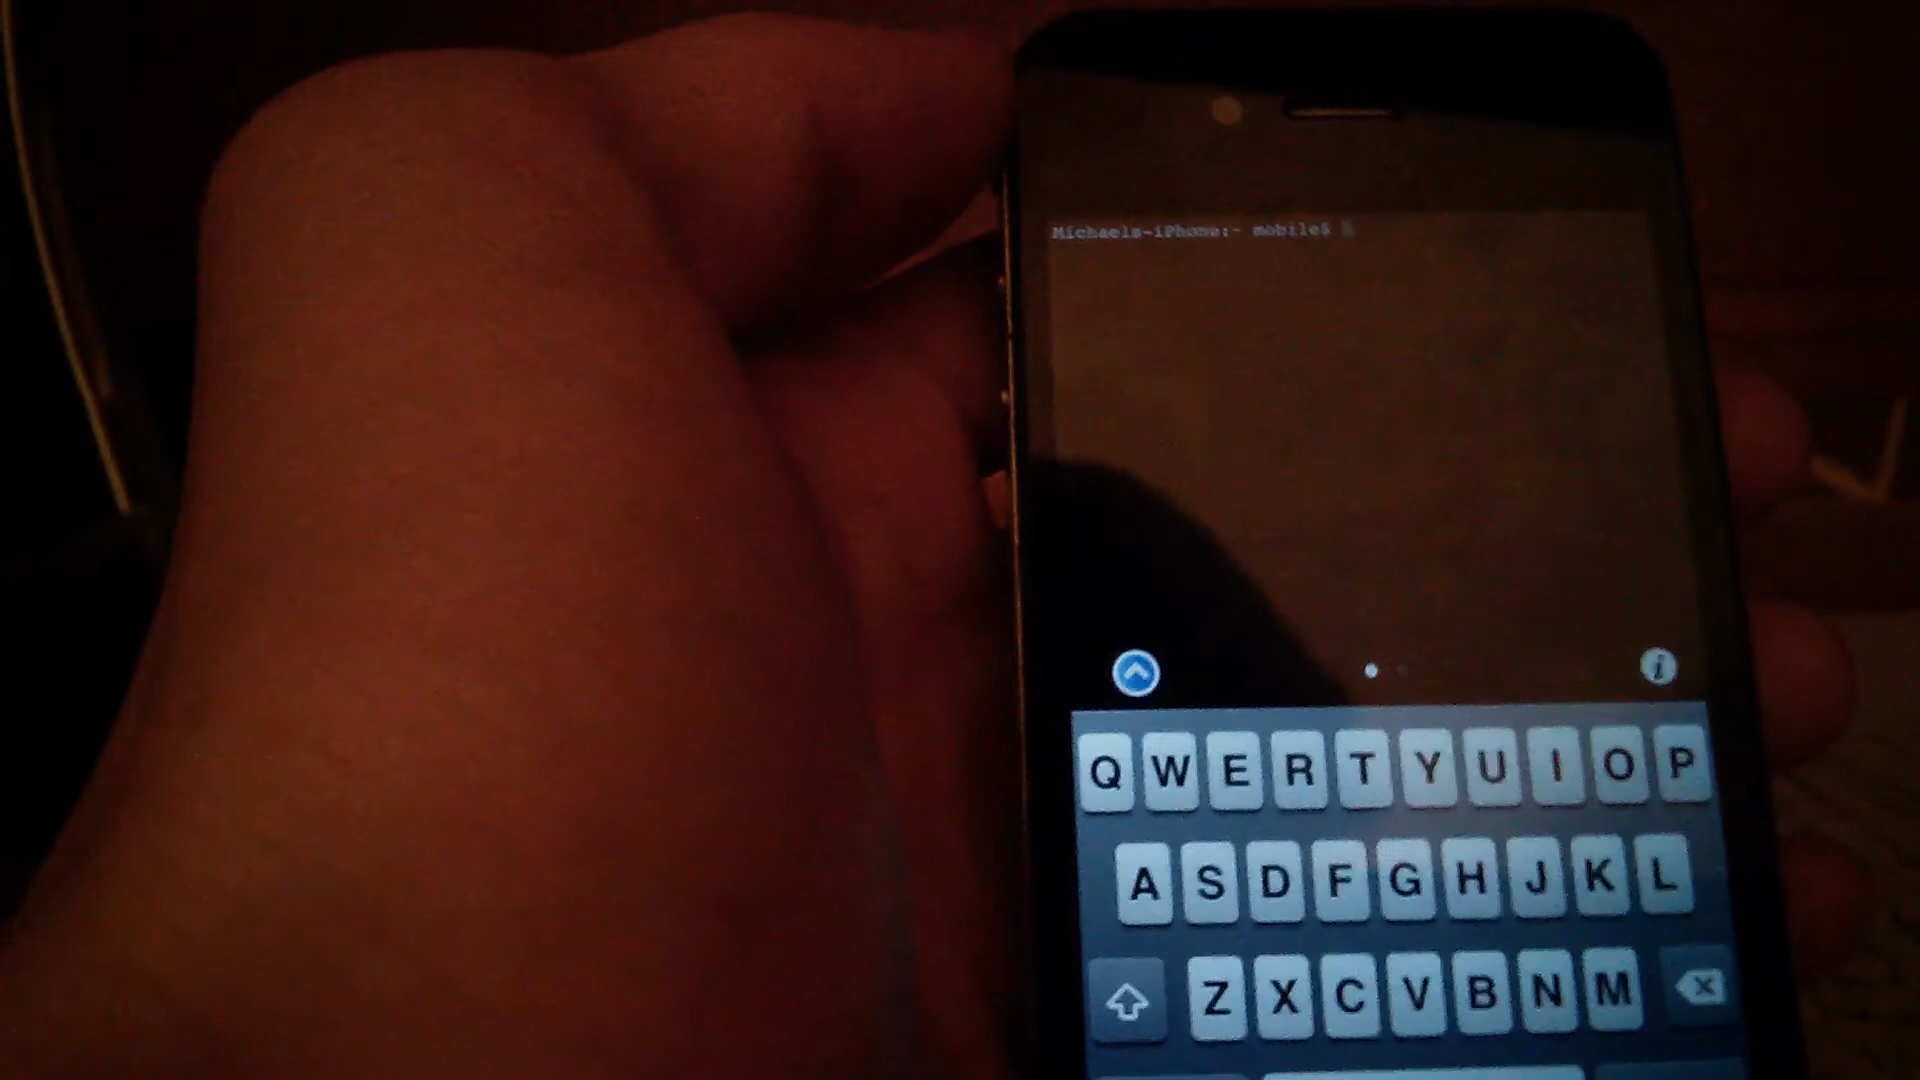 Michaels-iPhone:~ mobile$
Q W E R T Y U I O P
A S D F G H J K L
Z X C V B N M